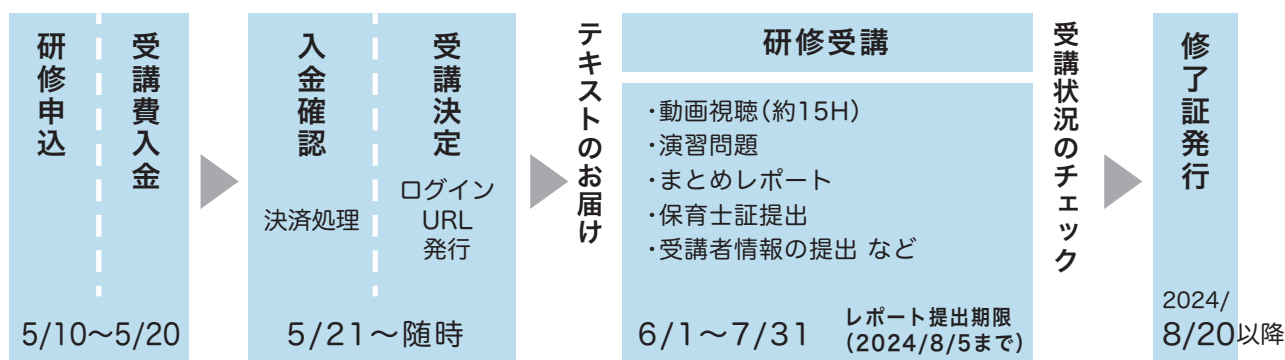 研修申込
受講費入金
5/10～5/20
入金確認
決済処理
受講決定
ログイン
URL
発行
5/21～随時
テキストのお届け
研修受講
・動画視聴（約15H）
・演習問題
・まとめレポート
・保育士証提出
・受講者情報の提出 など
6/1～7/31
レポート提出期限
（2024/8/5まで）
受講状況のチェック
修了証発行
2024/
8/20以降